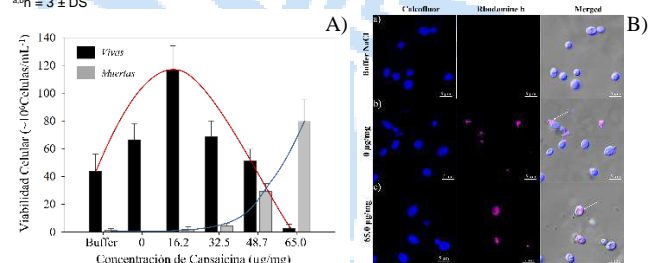 a,b n = 3 ± DS
A)
B)
Viabilidad Celular (~10⁶Celulas/mL⁻¹)
140
120
100
80
60
40
20
0
Vivas
Muertas
Buffer 0 16.2 32.5 48.7 65.0
Concentración de Capsaicina (µg/mg)
Calcofluor Rhodamine b Merged
a)
Buffer NaCl
b)
0 µg/mg
c)
65.0 µg/mg